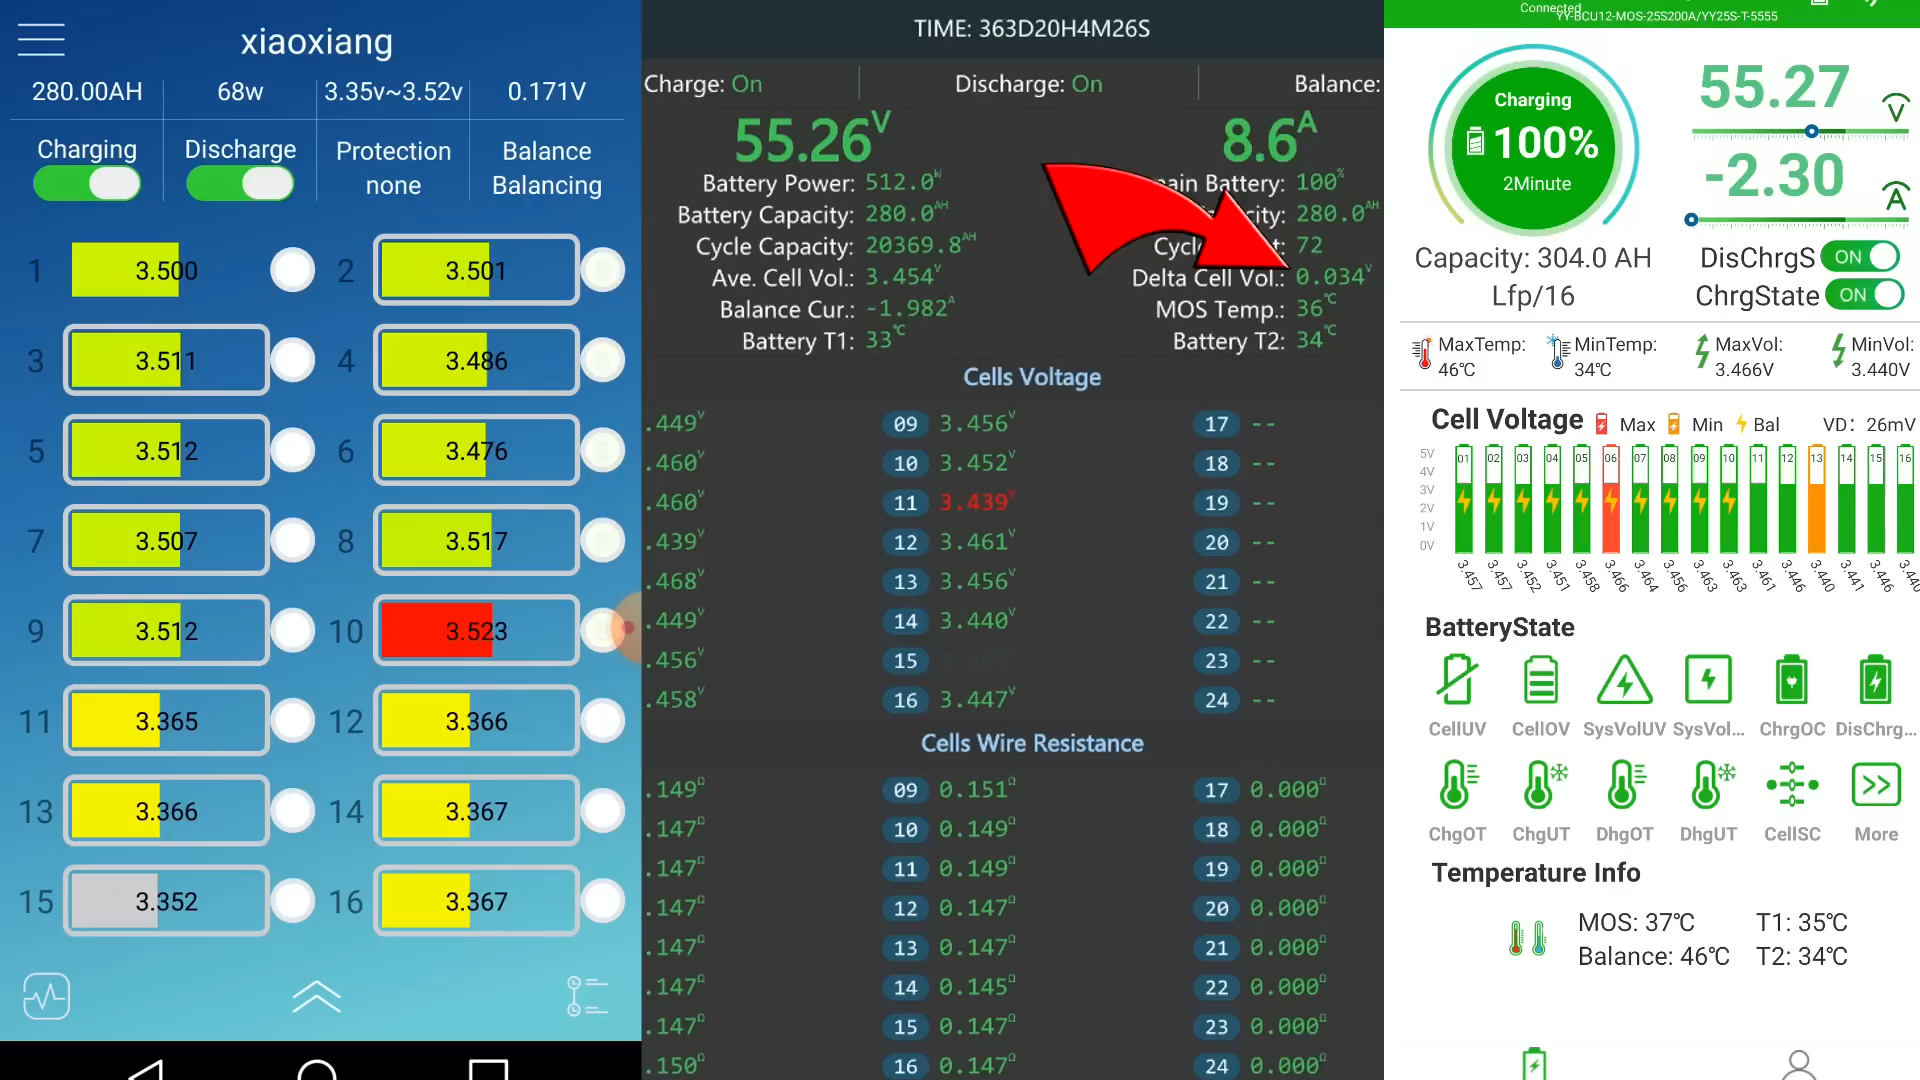 xiaoxiang
280.00AH 68w 3.35v~3.52v 0.171V
Charging Discharge Protection none Balance Balancing
1 3.500 2 3.501
3 3.511 4 3.486
5 3.512 6 3.476
7 3.507 8 3.517
9 3.512 10 3.523
11 3.365 12 3.366
13 3.366 14 3.367
15 3.352 16 3.367
TIME: 363D20H4M26S
Charge: On Discharge: On Balance:
55.26V 8.6A
Battery Power: 512.0W ain Battery: 100%
Battery Capacity: 280.0AH city: 280.0AH
Cycle Capacity: 20369.8AH Cycl t: 72
Ave. Cell Vol.: 3.454V Delta Cell Vol.: 0.034V
Balance Cur.: -1.982A MOS Temp.: 36℃
Battery T1: 33℃ Battery T2: 34℃
Cells Voltage
.449V 09 3.456V 17 --
.460V 10 3.452V 18 --
.460V 11 3.439V 19 --
.439V 12 3.461V 20 --
.468V 13 3.456V 21 --
.449V 14 3.440V 22 --
.456V 15 23 --
.458V 16 3.447V 24 --
Cells Wire Resistance
.149Ω 09 0.151Ω 17 0.000Ω
.147Ω 10 0.149Ω 18 0.000Ω
.147Ω 11 0.149Ω 19 0.000Ω
.147Ω 12 0.147Ω 20 0.000Ω
.147Ω 13 0.147Ω 21 0.000Ω
.147Ω 14 0.145Ω 22 0.000Ω
.147Ω 15 0.147Ω 23 0.000Ω
.150Ω 16 0.147Ω 24 0.000Ω
Connected
YY-BCU12-MOS-25S200A/YY25S-T-5555
Charging
100%
2Minute
55.27 V
-2.30 A
Capacity: 304.0 AH
Lfp/16
DisChrgS ON
ChrgState ON
MaxTemp: 46℃ MinTemp: 34℃ MaxVol: 3.466V MinVol: 3.440V
Cell Voltage Max Min Bal VD: 26mV
5V
4V
3V
2V
1V
0V
01 02 03 04 05 06 07 08 09 10 11 12 13 14 15 16
3.457 3.457 3.452 3.451 3.458 3.466 3.464 3.456 3.463 3.463 3.461 3.446 3.440 3.441 3.446
BatteryState
CellUV CellOV SysVolUV SysVol... ChrgOC DisChrg...
ChgOT ChgUT DhgOT DhgUT CellSC More
Temperature Info
MOS: 37℃ T1: 35℃
Balance: 46℃ T2: 34℃